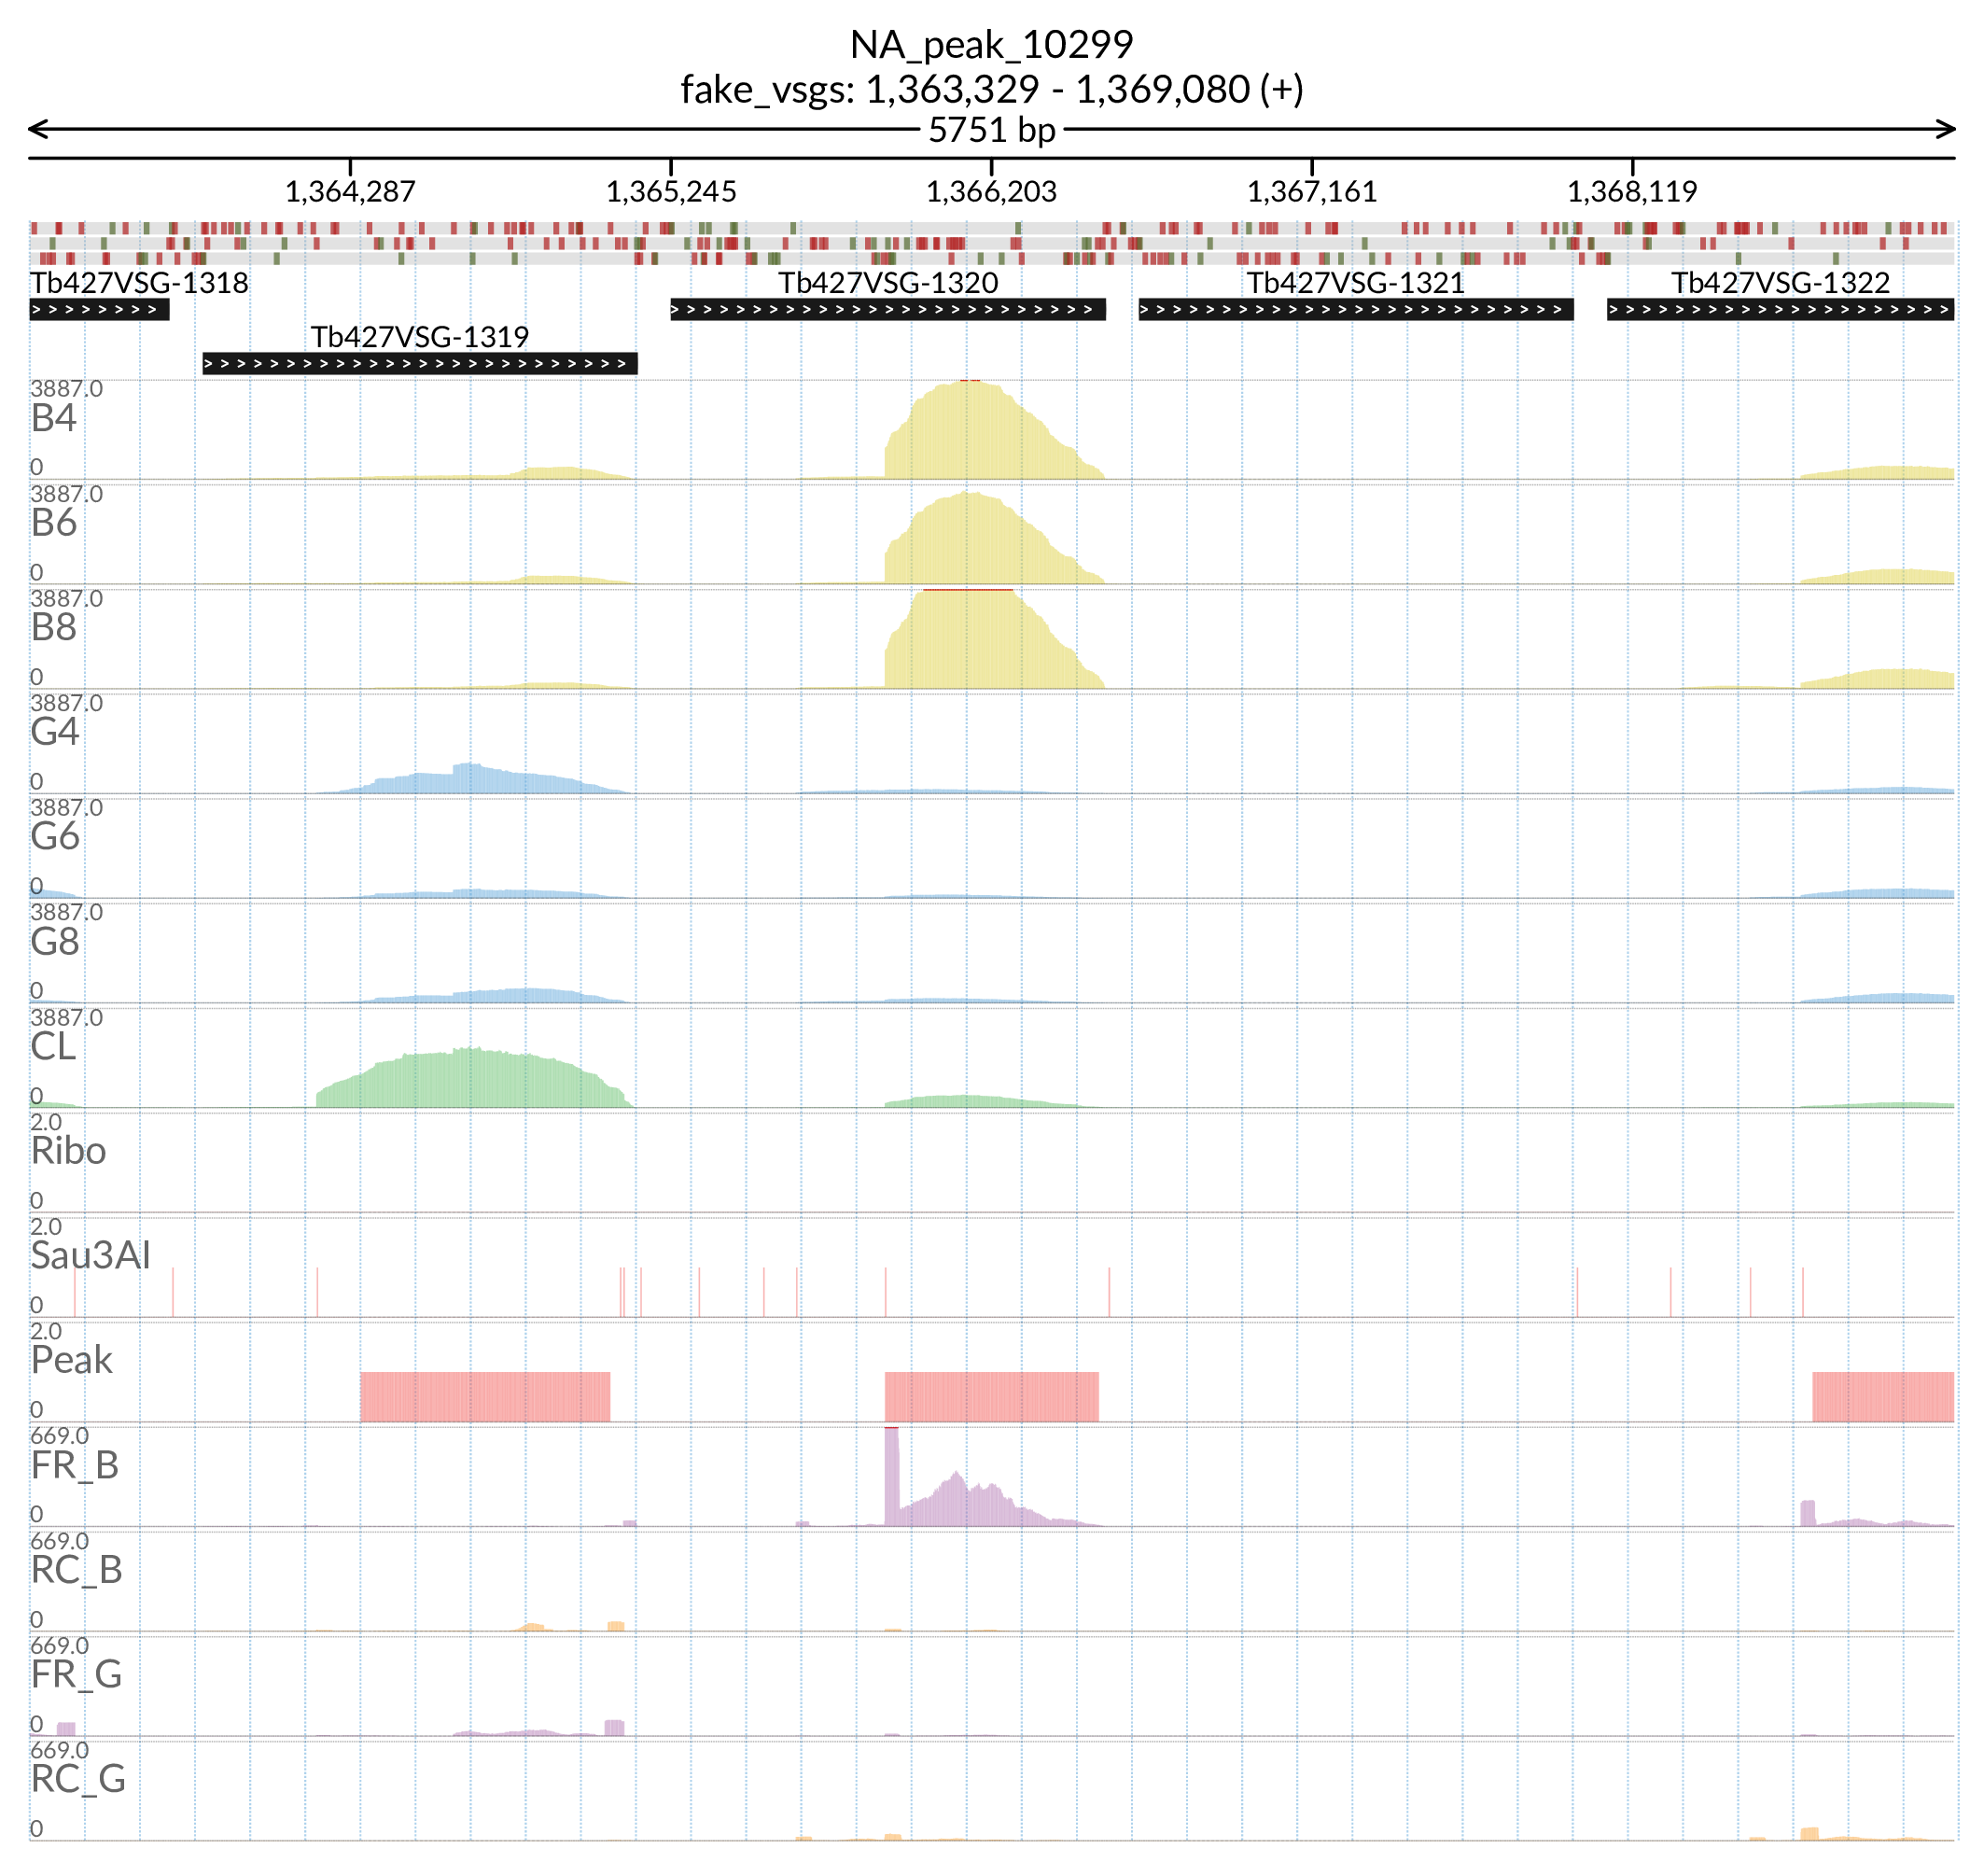 NA_peak_10299
fake_vsgs: 1,363,329 - 1,369,080 (+)
5751 bp
1,364,287 1,365,245 1,366,203 1,367,161 1,368,119
Tb427VSG-1318 Tb427VSG-1320 Tb427VSG-1321 Tb427VSG-1322
Tb427VSG-1319
3887.0
B4
0
3887.0
B6
0
3887.0
B8
0
3887.0
G4
0
3887.0
G6
0
3887.0
G8
0
3887.0
CL
0
2.0
Ribo
0
2.0
Sau3AI
0
2.0
Peak
0
669.0
FR_B
0
669.0
RC_B
0
669.0
FR_G
0
669.0
RC_G
0